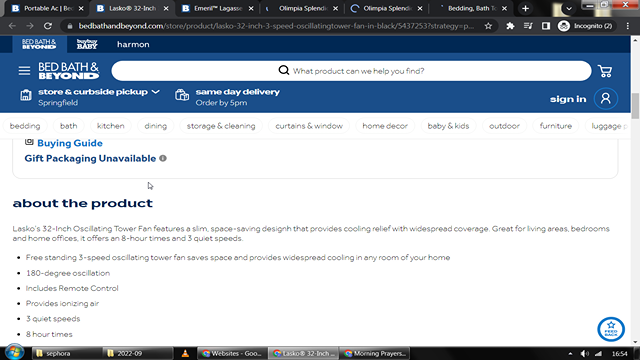 Portable Ac | Be
Lasko® 32-Inch
Emeril™ Lagasse
Olimpia Splendi
Olimpia Splendi
Bedding, Bath To
bedbathandbeyond.com/store/product/lasko-32-inch-3-speed-oscillatingtower-fan-in-black/5437253?strategy=p...
Incognito (2)
BED BATH & BEYOND
buybuy BABY
harmon
BED BATH &
BEYOND
What product can we help you find?
store & curbside pickup
Springfield
same day delivery
Order by 5pm
sign in
bedding bath kitchen dining storage & cleaning curtains & window home decor baby & kids outdoor furniture luggage
Buying Guide
Gift Packaging Unavailable
about the product
Lasko's 32-Inch Oscillating Tower Fan features a slim, space-saving designh that provides cooling relief with widespread coverage. Great for living areas, bedrooms
and home offices, it offers an 8-hour times and 3 quiet speeds.
• Free standing 3-speed oscillating tower fan saves space and provides widespread cooling in any room of your home
• 180-degree oscillation
• Includes Remote Control
• Provides ionizing air
• 3 quiet speeds
• 8 hour times
FEED
BACK
sephora
2022-09
Websites - Goo...
Lasko® 32-Inch ...
Morning Prayers...
16:54